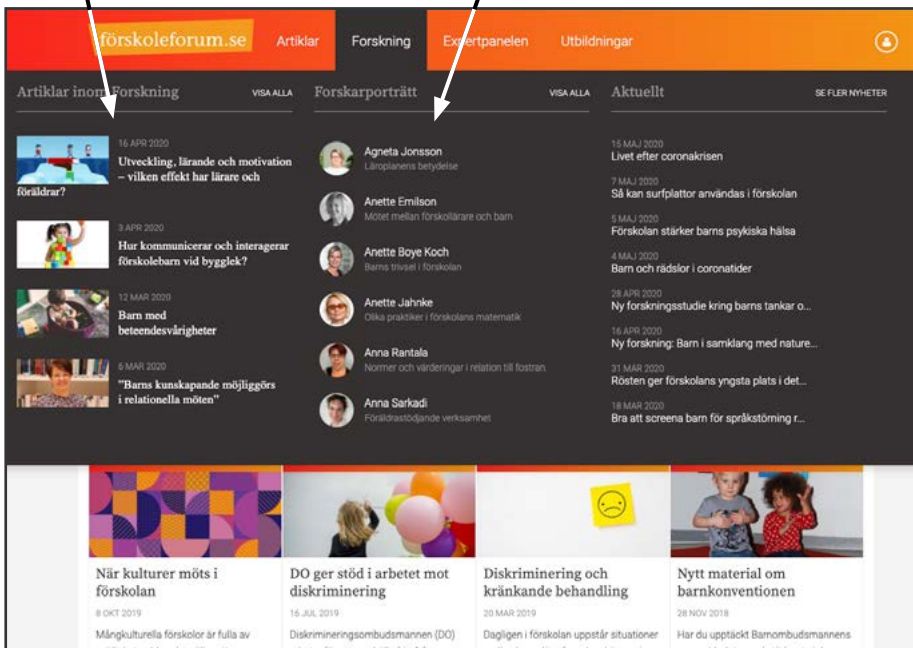 förskoleforum.se
Artiklar
Forskning
Expertpanelen
Utbildningar
Artiklar inom Forskning
VISA ALLA
16 APR 2020
Utveckling, lärande och motivation
– vilken effekt har lärare och
föräldrar?
3 APR 2020
Hur kommunicerar och interagerar
förskolebarn vid bygglek?
12 MAR 2020
Barn med
beteendesvårigheter
6 MAR 2020
"Barns kunskapande möjliggörs
i relationella möten"
Forskarporträtt
VISA ALLA
Agneta Jonsson
Läroplanens betydelse
Anette Emilson
Mötet mellan förskollärare och barn
Anette Boye Koch
Barns trivsel i förskolan
Anette Jahnke
Olika praktiker i förskolans matematik
Anna Rantala
Normer och värderingar i relation till fostran.
Anna Sarkadi
Föräldrastödjande verksamhet
Aktuellt
SE FLER NYHETER
15 MAJ 2020
Livet efter coronakrisen
7 MAJ 2020
Så kan surfplattor användas i förskolan
5 MAJ 2020
Förskolan stärker barns psykiska hälsa
4 MAJ 2020
Barn och rädslor i coronatider
28 APR 2020
Ny forskningsstudie kring barns tankar o...
16 APR 2020
Ny forskning: Barn i samklang med nature...
31 MAR 2020
Rösten ger förskolans yngsta plats i det...
18 MAR 2020
Bra att screena barn för språkstörning r...
När kulturer möts i
förskolan
8 OKT 2019
Mångkulturella förskolor är fulla av
DO ger stöd i arbetet mot
diskriminering
16 JUL 2019
Diskrimineringsombudsmannen (DO)
Diskriminering och
kränkande behandling
20 MAR 2019
Dagligen i förskolan uppstår situationer
Nytt material om
barnkonventionen
28 NOV 2018
Har du upptäckt Barnombudsmannens